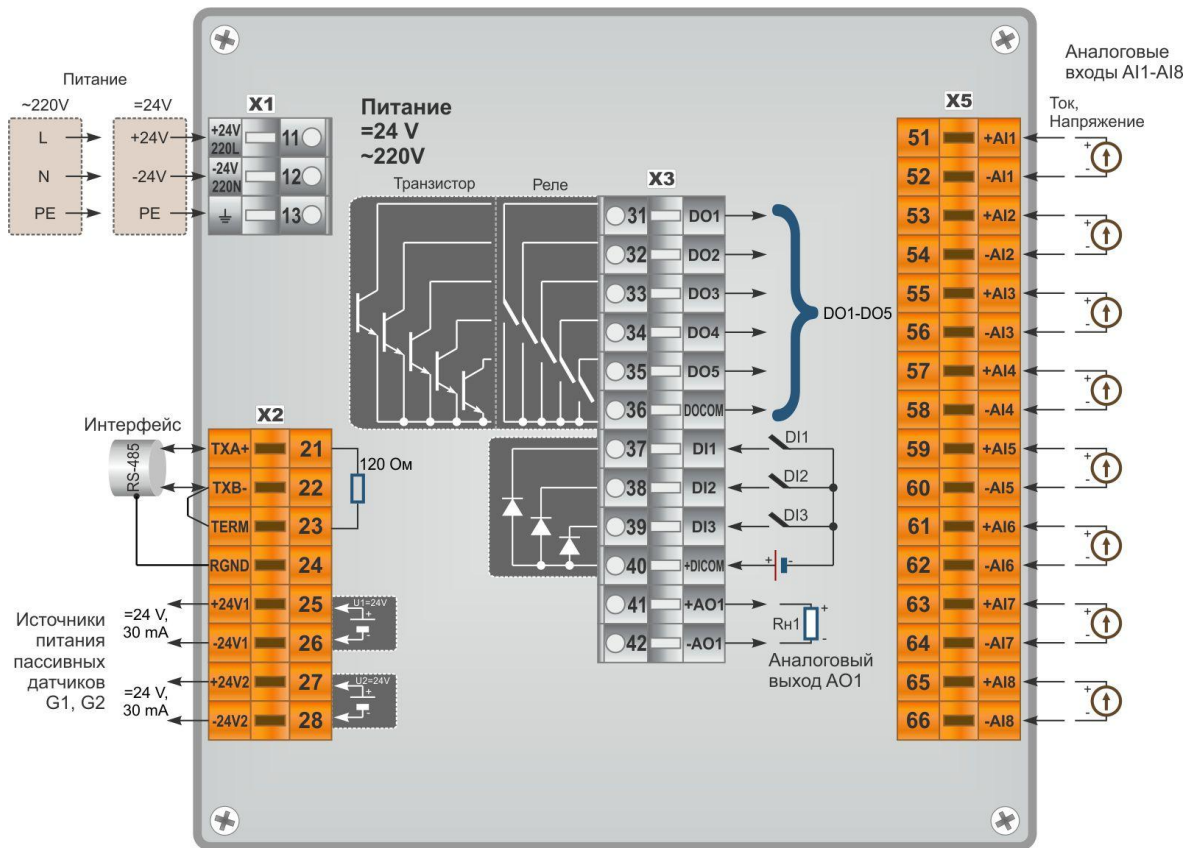 Питание
~220V
=24V
L
+24V
N
-24V
PE
PE
X1
+24V
220L
11
-24V
220N
12
13
Питание
=24 V
~220V
Транзистор
Реле
X3
31
DO1
32
DO2
33
DO3
34
DO4
35
DO5
36
DOCOM
37
DI1
38
DI2
39
DI3
40
+DICOM
41
+AO1
42
-AO1
DO1-DO5
DI1
DI2
DI3
+
-
Rн1
+
-
Аналоговый
выход AO1
X2
Интерфейс
RS-485
TXA+
21
TXB-
22
TERM
23
RGND
24
+24V1
25
-24V1
26
+24V2
27
-24V2
28
120 Ом
U1=24V
+
-
U2=24V
+
-
Источники
питания
пассивных
датчиков
G1, G2
=24 V,
30 mA
=24 V,
30 mA
X5
Аналоговые
входы AI1-AI8
Ток,
Напряжение
51
+AI1
52
-AI1
53
+AI2
54
-AI2
55
+AI3
56
-AI3
57
+AI4
58
-AI4
59
+AI5
60
-AI5
61
+AI6
62
-AI6
63
+AI7
64
-AI7
65
+AI8
66
-AI8
+
-
+
-
+
-
+
-
+
-
+
-
+
-
+
-